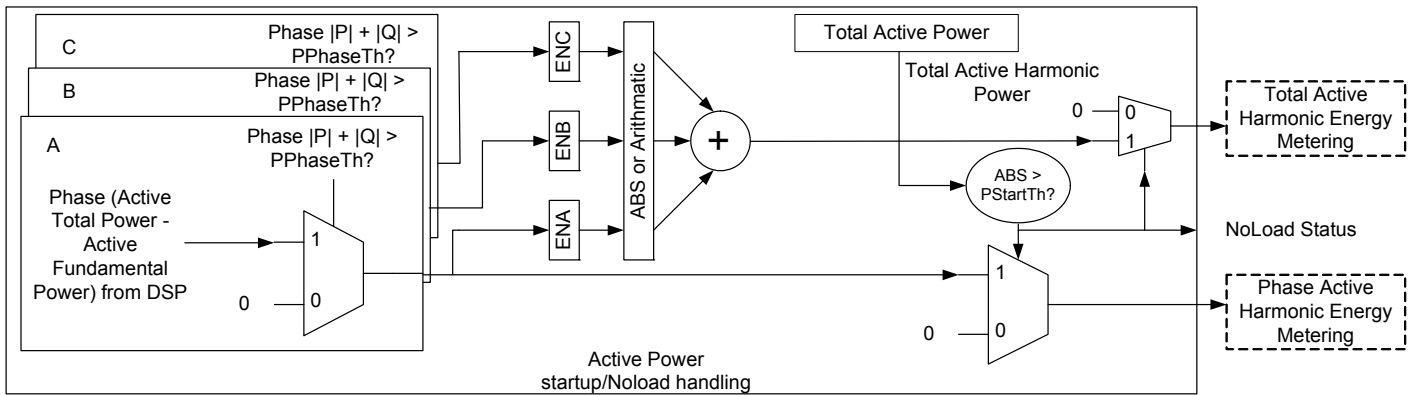 C
Phase |P| + |Q| >
PPhaseTh?
B
Phase |P| + |Q| >
PPhaseTh?
A
Phase |P| + |Q| >
PPhaseTh?
Phase (Active
Total Power -
Active
Fundamental
Power) from DSP
1
0
0
ENC
ENB
ENA
ABS or Arithmatic
+
Total Active Power
Total Active Harmonic
Power
0
0
1
ABS >
PStartTh?
1
0
0
Total Active
Harmonic Energy
Metering
NoLoad Status
Phase Active
Harmonic Energy
Metering
Active Power
startup/Noload handling